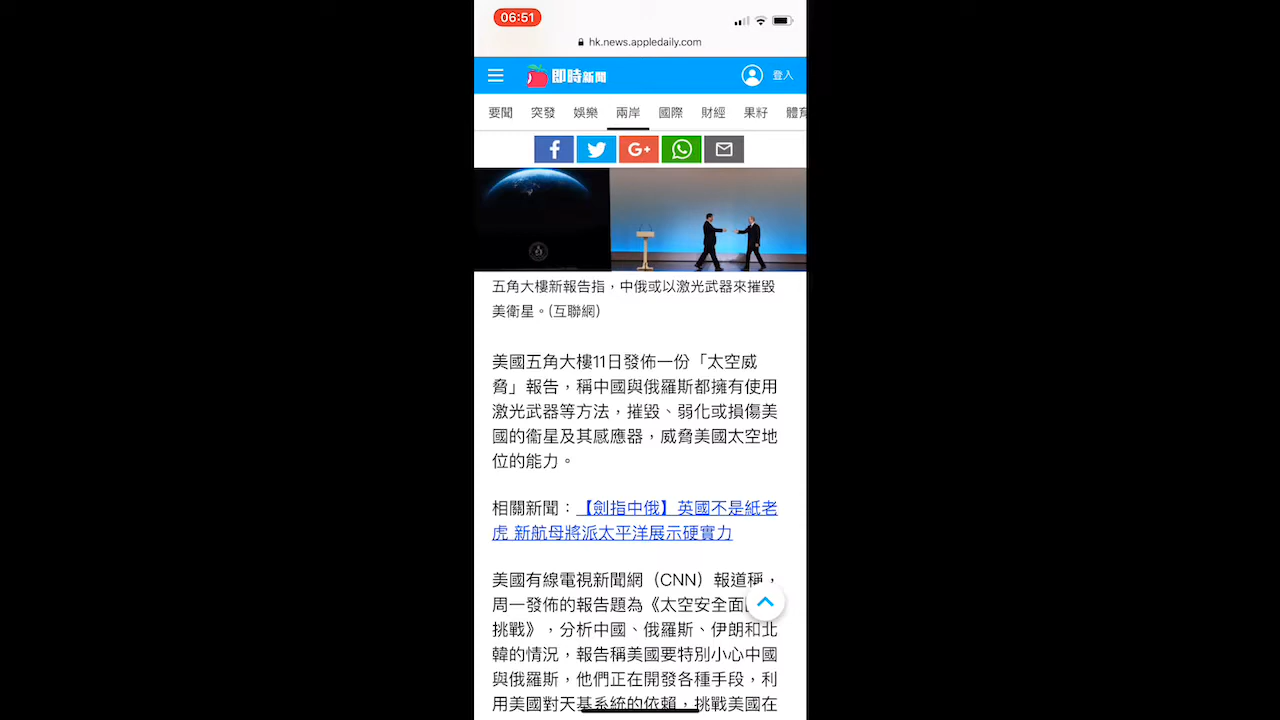 06:51
hk.news.appledaily.com
即時新聞
登入
要聞 突發 娛樂 兩岸 國際 財經 果籽 體育
五角大樓新報告指，中俄或以激光武器來摧毀
美衛星。(互聯網)
美國五角大樓11日發佈一份「太空威
脅」報告，稱中國與俄羅斯都擁有使用
激光武器等方法，摧毀、弱化或損傷美
國的衞星及其感應器，威脅美國太空地
位的能力。
相關新聞：【劍指中俄】英國不是紙老
虎 新航母將派太平洋展示硬實力
美國有線電視新聞網（CNN）報道稱，
周一發佈的報告題為《太空安全面
挑戰》，分析中國、俄羅斯、伊朗和北
韓的情況，報告稱美國要特別小心中國
與俄羅斯，他們正在開發各種手段，利
用美國對天基系統的依賴，挑戰美國在